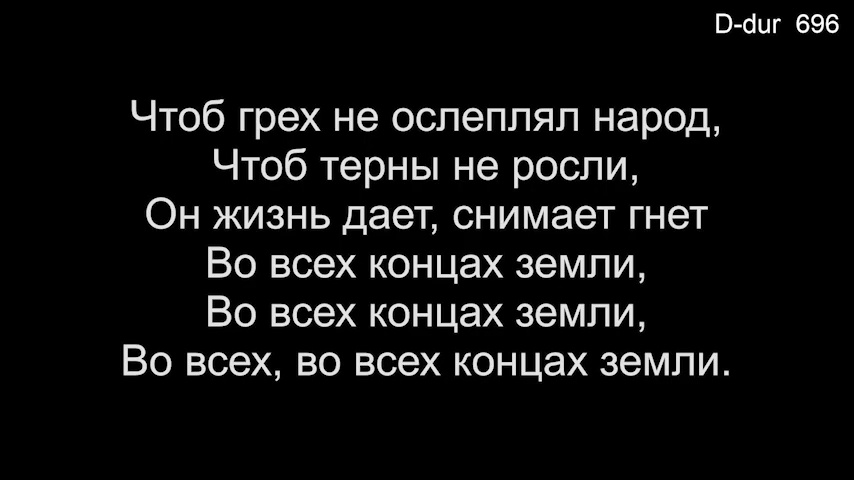 D-dur 696
Чтоб грех не ослеплял народ,
Чтоб терны не росли,
Он жизнь дает, снимает гнет
Во всех концах земли,
Во всех концах земли,
Во всех, во всех концах земли.